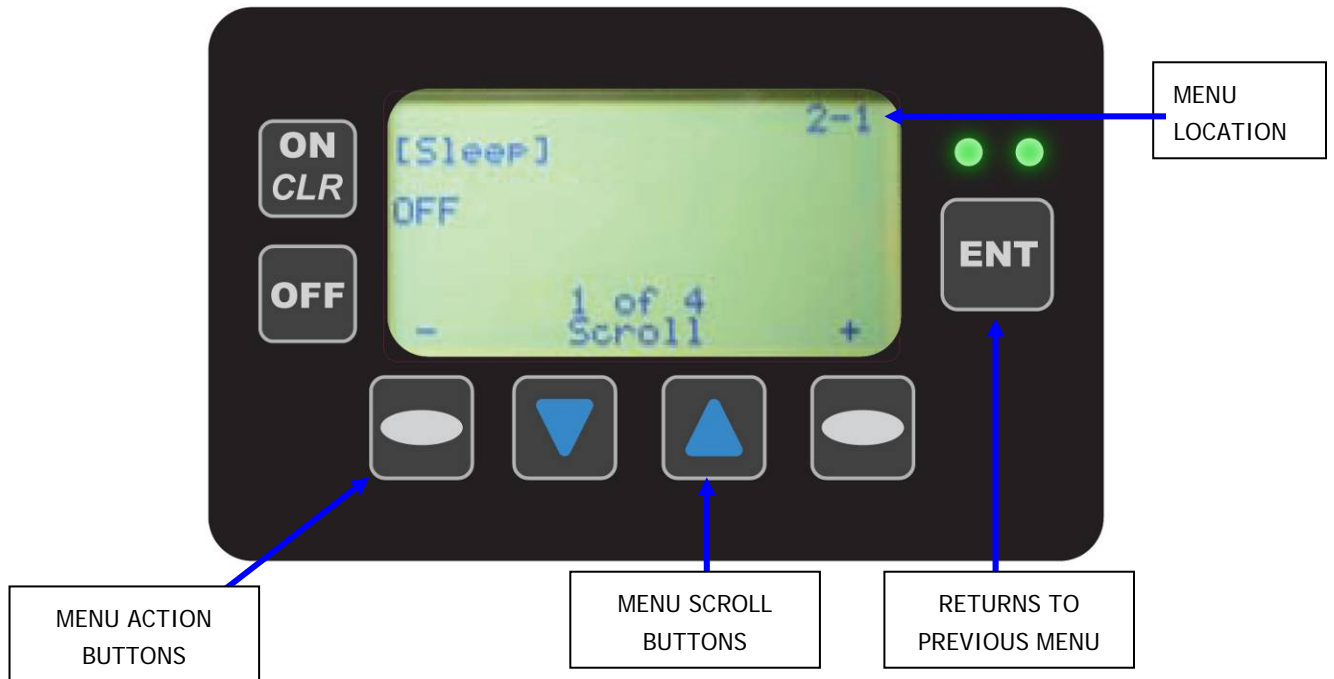 2-1
MENU
LOCATION
ON
CLR
[Sleep]
OFF
OFF
ENT
1 of 4
- Scroll +
MENU ACTION
BUTTONS
MENU SCROLL
BUTTONS
RETURNS TO
PREVIOUS MENU